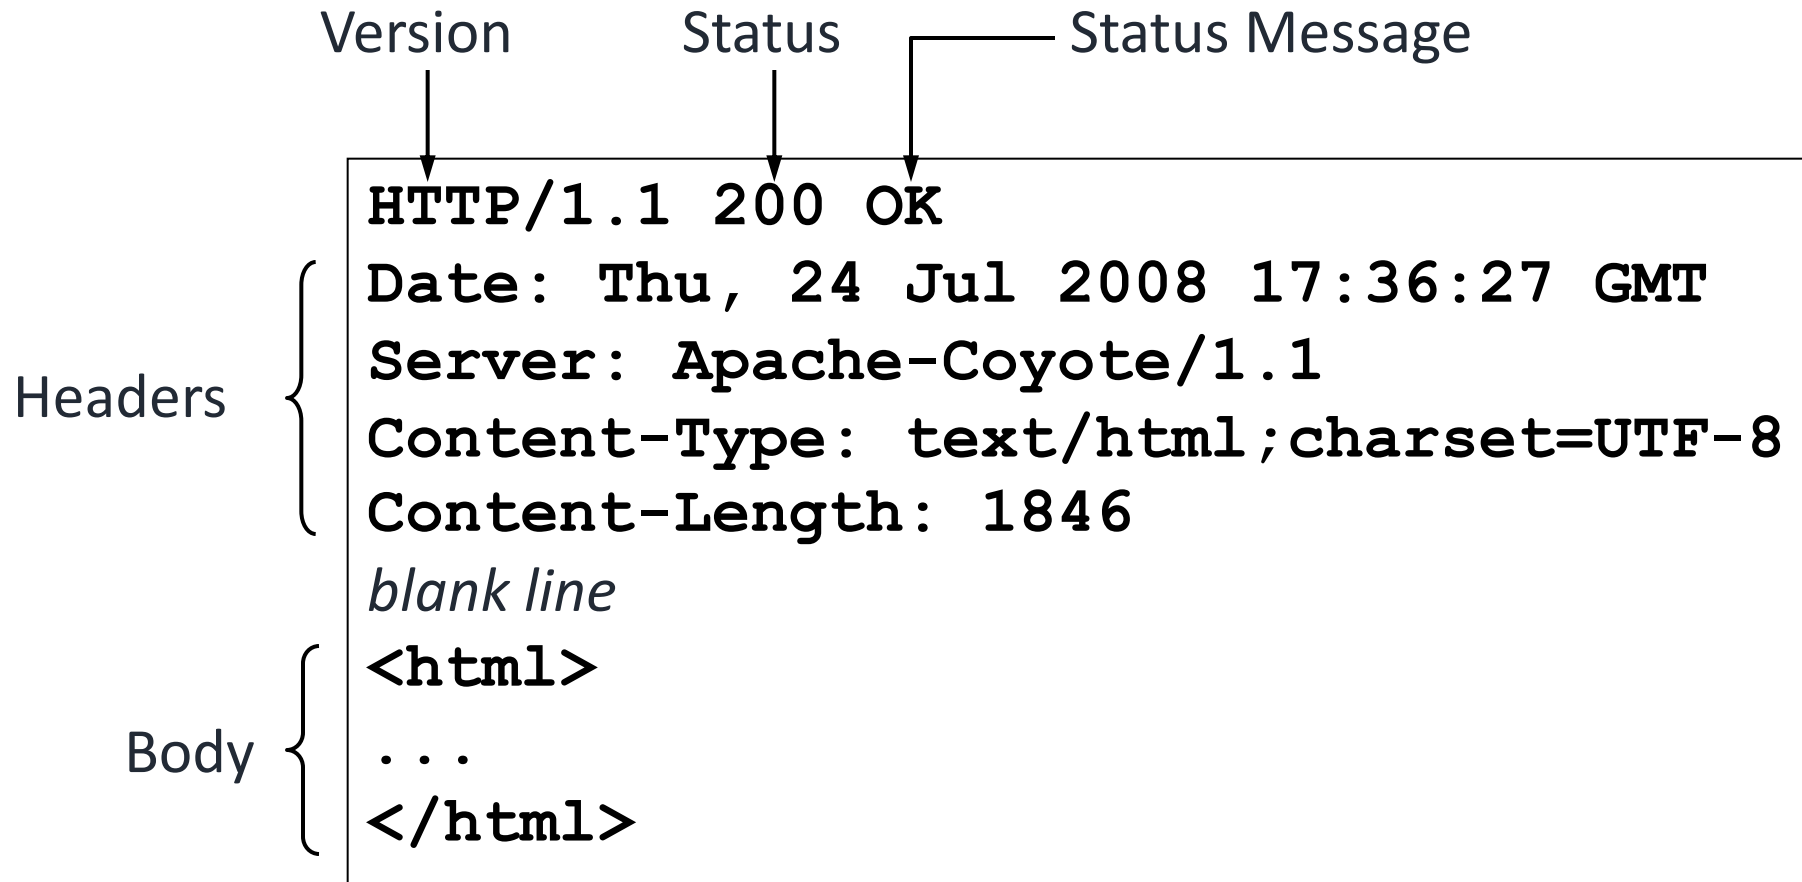 Version Status Status Message
HTTP/1.1 200 OK
Date: Thu, 24 Jul 2008 17:36:27 GMT
Server: Apache-Coyote/1.1
Headers
Content-Type: text/html;charset=UTF-8
Content-Length: 1846
blank line
<html>
Body
...
</html>